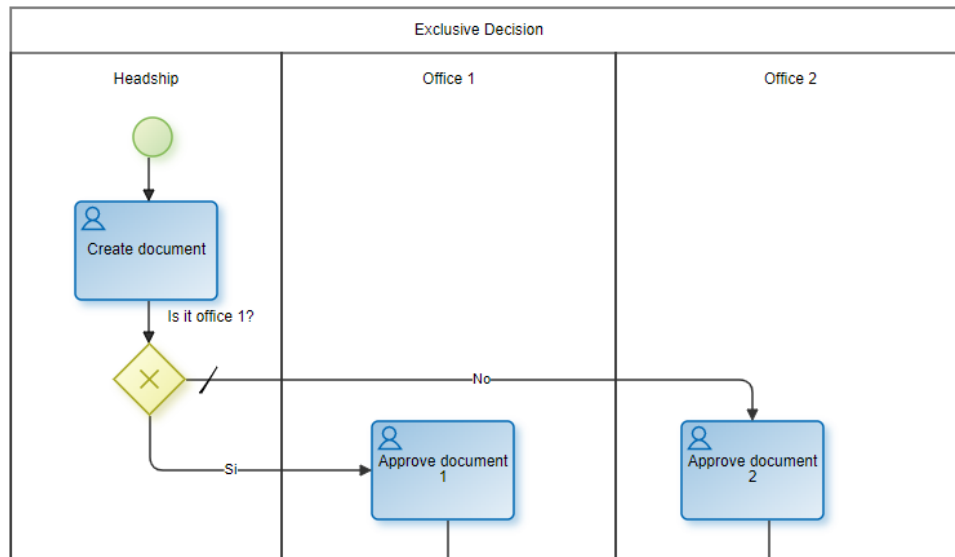 Exclusive Decision
Headship
Office 1
Office 2
Create document
Is it office 1?
No
Si
Approve document
1
Approve document
2